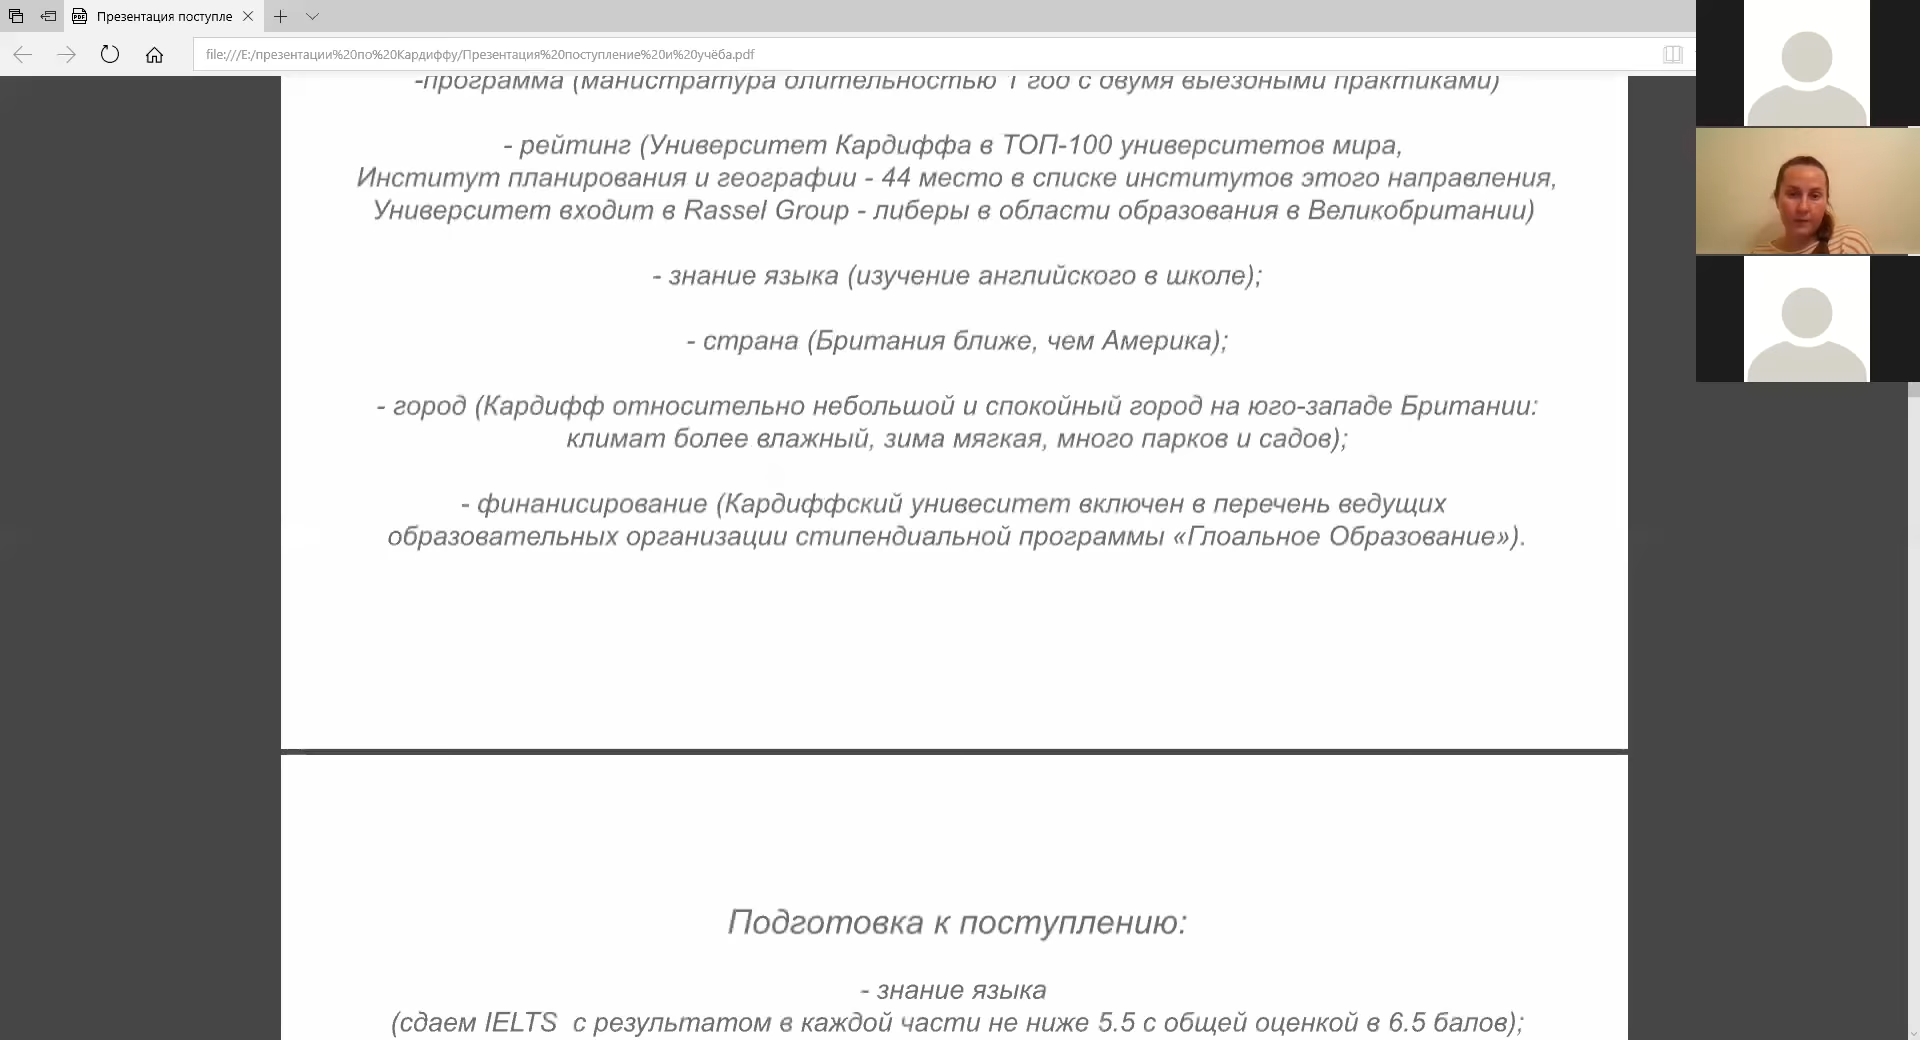 Презентация поступле
file:///E:/презентации%20по%20Кардиффу/Презентация%20поступление%20и%20учёба.pdf
-программа (манистратура длительностью 1 год с двумя выездными практиками)
- рейтинг (Университет Кардиффа в ТОП-100 университетов мира,
Институт планирования и географии - 44 место в списке институтов этого направления,
Университет входит в Rassel Group - либеры в области образования в Великобритании)
- знание языка (изучение английского в школе);
- страна (Британия ближе, чем Америка);
- город (Кардифф относительно небольшой и спокойный город на юго-западе Британии:
климат более влажный, зима мягкая, много парков и садов);
- финанисирование (Кардиффский унивеситет включен в перечень ведущих
образовательных организации стипендиальной программы «Глоальное Образование»).
Подготовка к поступлению:
- знание языка
(сдаем IELTS с результатом в каждой части не ниже 5.5 с общей оценкой в 6.5 балов);